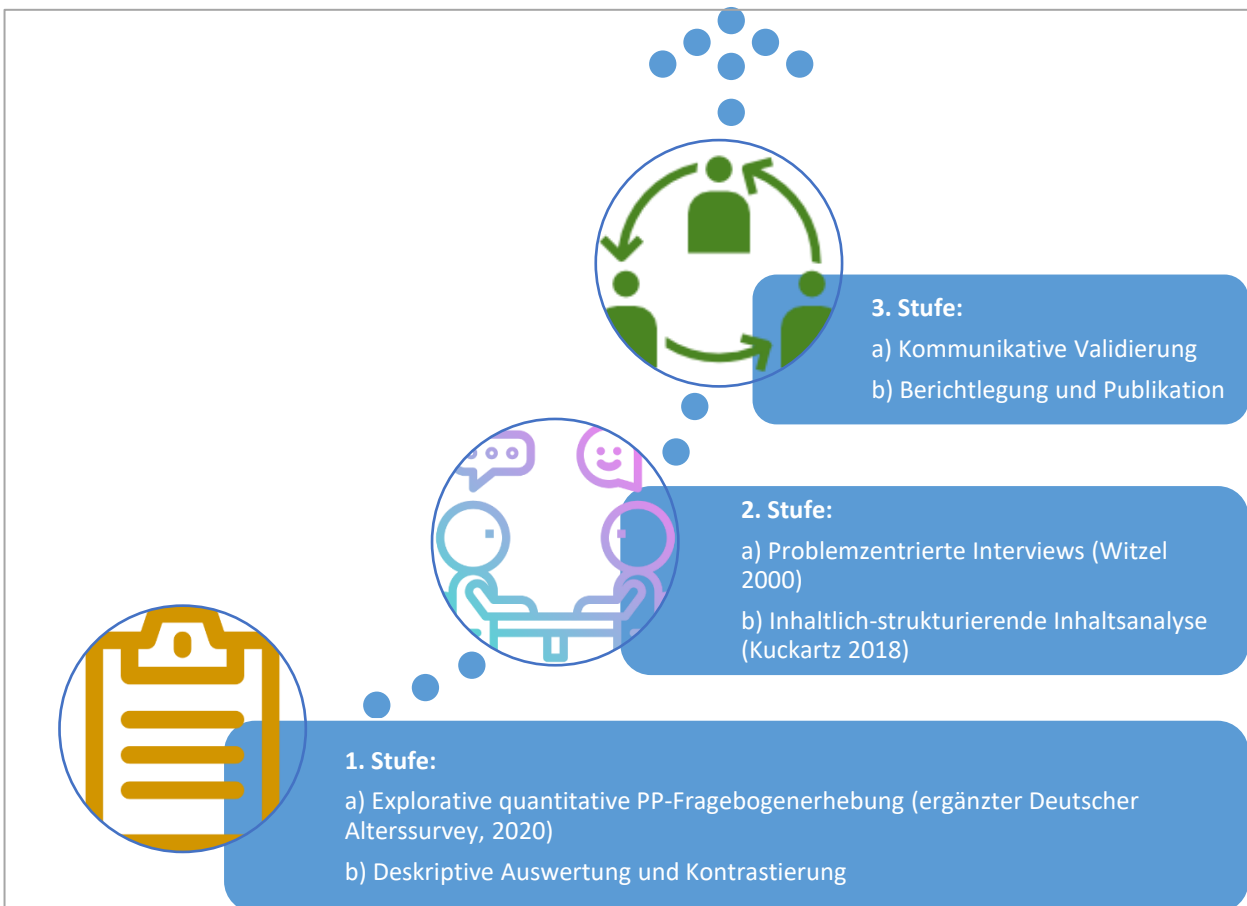 3. Stufe:
a) Kommunikative Validierung
b) Berichtlegung und Publikation
2. Stufe:
a) Problemzentrierte Interviews (Witzel
2000)
b) Inhaltlich-strukturierende Inhaltsanalyse
(Kuckartz 2018)
1. Stufe:
a) Explorative quantitative PP-Fragebogenerhebung (ergänzter Deutscher
Alterssurvey, 2020)
b) Deskriptive Auswertung und Kontrastierung